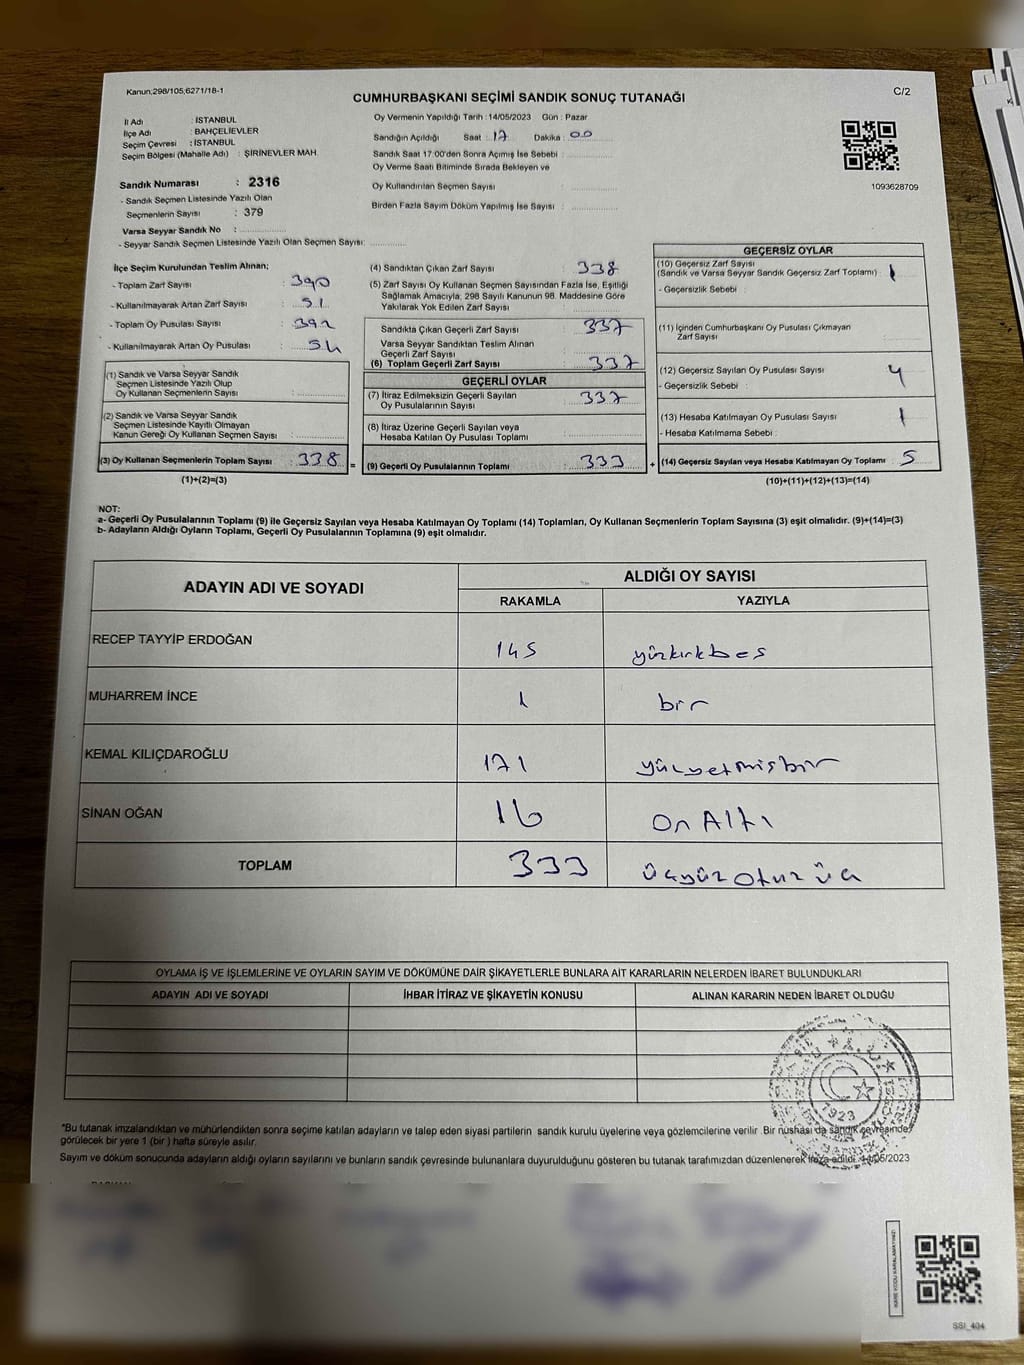 Kanun;298/105;6271/18-1
C/2
CUMHURBAŞKANI SEÇİMİ SANDIK SONUÇ TUTANAĞI
İl Adı : İSTANBUL
İlçe Adı : BAHÇELİEVLER
Seçim Çevresi : İSTANBUL
Seçim Bölgesi (Mahalle Adı) : ŞİRİNEVLER MAH.
Oy Vermenin Yapıldığı Tarih :14/05/2023 Gün : Pazar
Sandığın Açıldığı Saat : 17 Dakika : 00
Sandık Saat 17.00'den Sonra Açımış İse Sebebi :
Oy Verme Saati Bitiminde Sırada Bekleyen ve
Oy Kullandırılan Seçmen Sayısı :
Birden Fazla Sayım Döküm Yapılmış İse Sayısı :
1093628709
Sandık Numarası : 2316
- Sandık Seçmen Listesinde Yazılı Olan
Seçmenlerin Sayısı : 379
Varsa Seyyar Sandık No :
- Seyyar Sandık Seçmen Listesinde Yazılı Olan Seçmen Sayısı:
İlçe Seçim Kurulundan Teslim Alınan;
- Toplam Zarf Sayısı : 390
- Kullanılmayarak Artan Zarf Sayısı : 51
- Toplam Oy Pusulası Sayısı : 392
- Kullanılmayarak Artan Oy Pusulası : 54
(1) Sandık ve Varsa Seyyar Sandık
Seçmen Listesinde Yazılı Olup
Oy Kullanan Seçmenlerin Sayısı :
(2) Sandık ve Varsa Seyyar Sandık
Seçmen Listesinde Kayıtlı Olmayan
Kanun Gereği Oy Kullanan Seçmen Sayısı :
(3) Oy Kullanan Seçmenlerin Toplam Sayısı : 338
(1)+(2)=(3)
=
(4) Sandıktan Çıkan Zarf Sayısı : 338
(5) Zarf Sayısı Oy Kullanan Seçmen Sayısından Fazla İse, Eşitliği
Sağlamak Amacıyla, 298 Sayılı Kanunun 98. Maddesine Göre
Yakılarak Yok Edilen Zarf Sayısı :
Sandıkta Çıkan Geçerli Zarf Sayısı : 337
Varsa Seyyar Sandıktan Teslim Alınan
Geçerli Zarf Sayısı :
(6) Toplam Geçerli Zarf Sayısı : 337
GEÇERLİ OYLAR
(7) İtiraz Edilmeksizin Geçerli Sayılan
Oy Pusulalarının Sayısı : 337
(8) İtiraz Üzerine Geçerli Sayılan veya
Hesaba Katılan Oy Pusulası Toplamı :
(9) Geçerli Oy Pusulalarının Toplamı : 333
+
GEÇERSİZ OYLAR
(10) Geçersiz Zarf Sayısı
(Sandık ve Varsa Seyyar Sandık Geçersiz Zarf Toplamı) : 1
- Geçersizlik Sebebi :
(11) İçinden Cumhurbaşkanı Oy Pusulası Çıkmayan
Zarf Sayısı :
(12) Geçersiz Sayılan Oy Pusulası Sayısı : 4
- Geçersizlik Sebebi :
(13) Hesaba Katılmayan Oy Pusulası Sayısı : 1
- Hesaba Katılmama Sebebi :
(14) Geçersiz Sayılan veya Hesaba Katılmayan Oy Toplamı : 5
(10)+(11)+(12)+(13)=(14)
NOT:
a- Geçerli Oy Pusulalarının Toplamı (9) ile Geçersiz Sayılan veya Hesaba Katılmayan Oy Toplamı (14) Toplamları, Oy Kullanan Seçmenlerin Toplam Sayısına (3) eşit olmalıdır. (9)+(14)=(3)
b- Adayların Aldığı Oyların Toplamı, Geçerli Oy Pusulalarının Toplamına (9) eşit olmalıdır.
ADAYIN ADI VE SOYADI ALDIĞI OY SAYISI
RAKAMLA YAZIYLA
RECEP TAYYİP ERDOĞAN 145 yüzkırkbeş
MUHARREM İNCE 1 bir
KEMAL KILIÇDAROĞLU 171 yüzyetmişbir
SİNAN OĞAN 16 On Altı
TOPLAM 333 üçyüz otuz üç
OYLAMA İŞ VE İŞLEMLERİNE VE OYLARIN SAYIM VE DÖKÜMÜNE DAİR ŞİKAYETLERLE BUNLARA AİT KARARLARIN NELERDEN İBARET BULUNDUKLARI
ADAYIN ADI VE SOYADI İHBAR İTİRAZ VE ŞİKAYETİN KONUSU ALINAN KARARIN NEDEN İBARET OLDUĞU
1923
*Bu tutanak imzalandıktan ve mühürlendikten sonra seçime katılan adayların ve talep eden siyasi partilerin sandık kurulu üyelerine veya gözlemcilerine verilir .Bir nüshası da sandık çevresinde,
görülecek bir yere 1 (bir ) hafta süreyle asılır.
Sayım ve döküm sonucunda adayların aldığı oyların sayılarını ve bunların sandık çevresinde bulunanlara duyurulduğunu gösteren bu tutanak tarafımızdan düzenlenerek imza edildi. 14/05/2023
KARE KODU KARALAMAYINIZ!
SSI_404